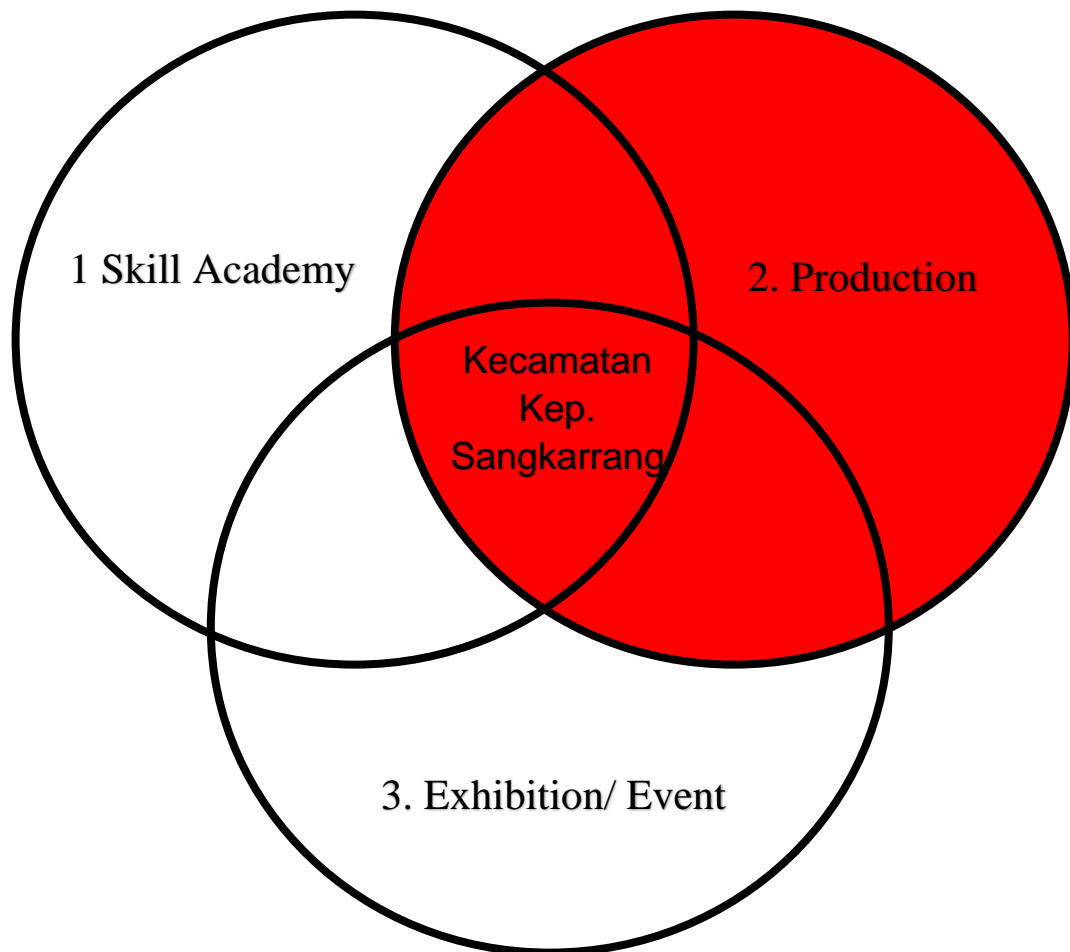 1 Skill Academy
2. Production
Kecamatan
Kep.
Sangkarrang
3. Exhibition/ Event